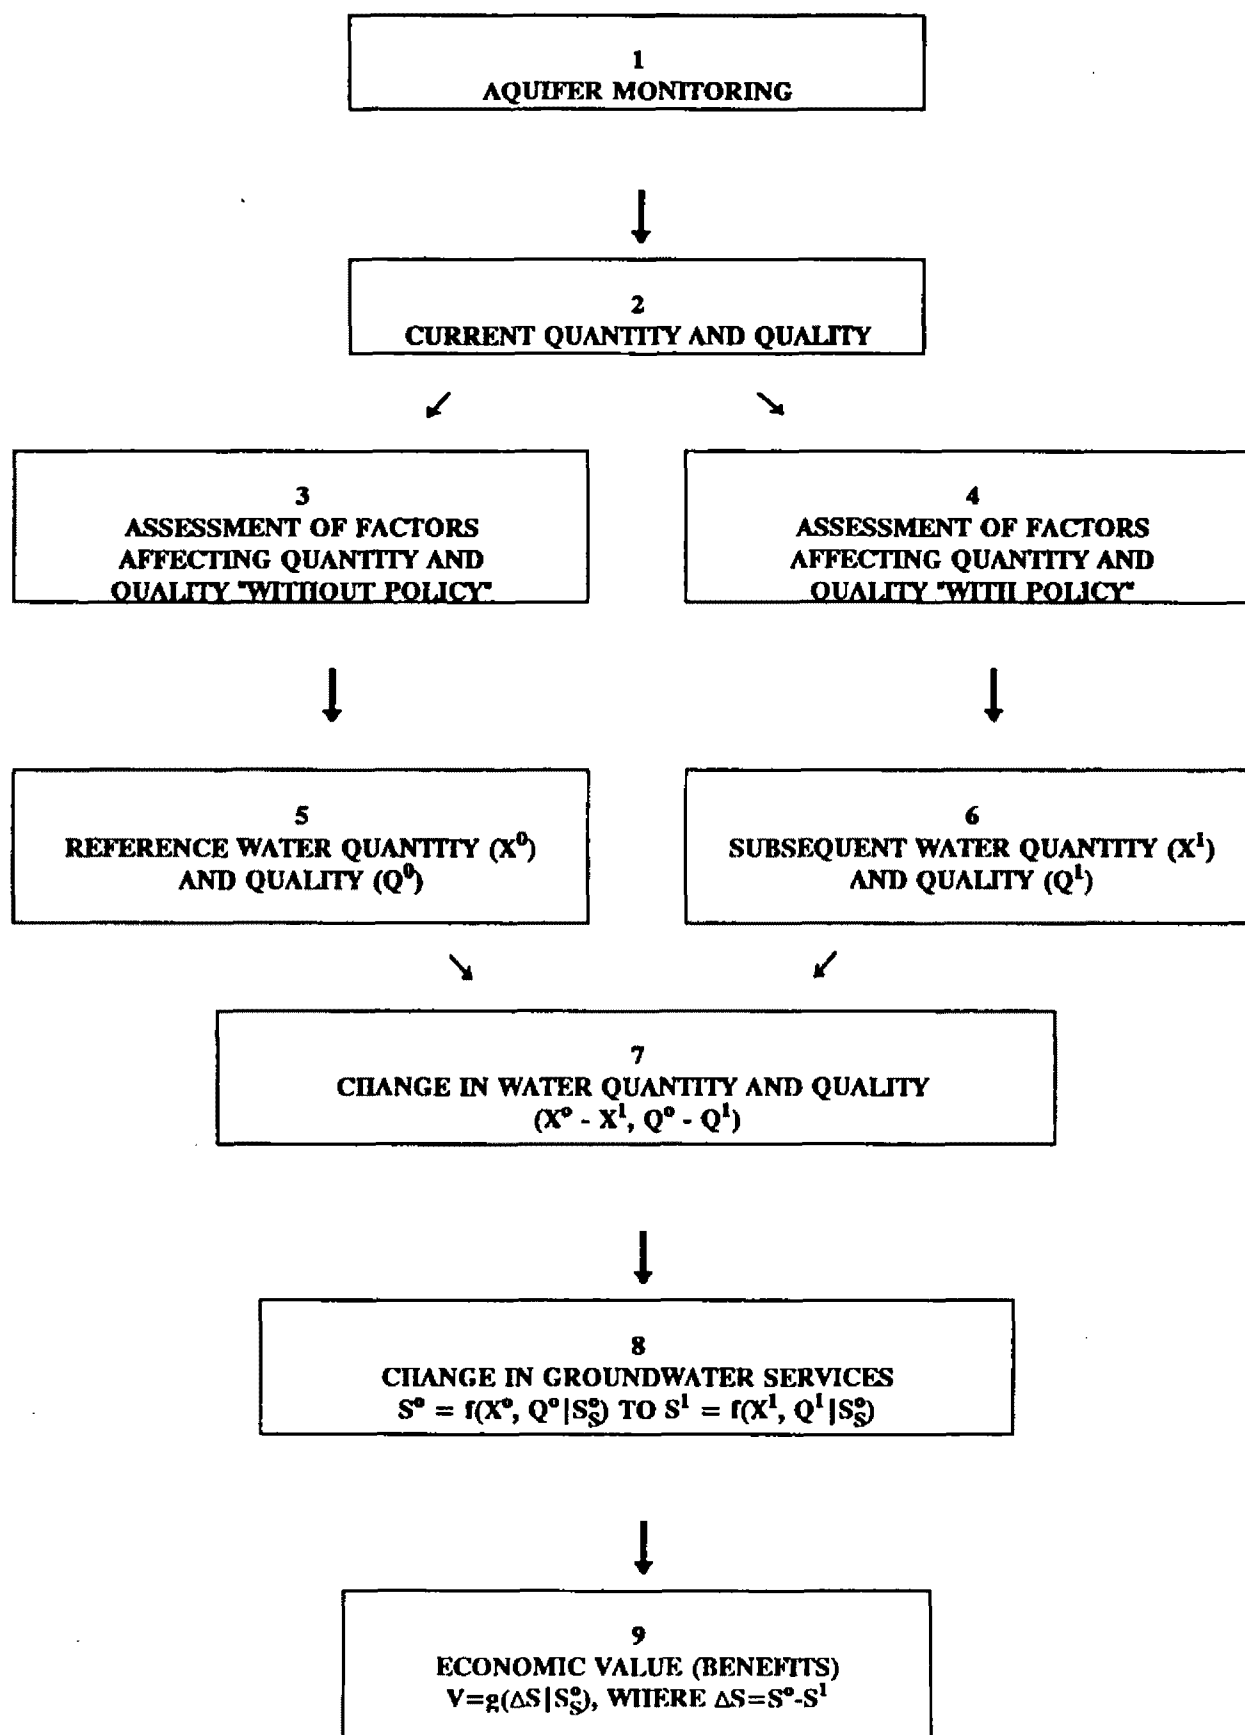 1
AQUIFER MONITORING
2
CURRENT QUANTITY AND QUALITY
3
ASSESSMENT OF FACTORS
AFFECTING QUANTITY AND
QUALITY "WITHOUT POLICY"
4
ASSESSMENT OF FACTORS
AFFECTING QUANTITY AND
QUALITY "WITH POLICY"
5
REFERENCE WATER QUANTITY (X⁰)
AND QUALITY (Q⁰)
6
SUBSEQUENT WATER QUANTITY (X¹)
AND QUALITY (Q¹)
7
CHANGE IN WATER QUANTITY AND QUALITY
(X° - X¹, Q° - Q¹)
8
CHANGE IN GROUNDWATER SERVICES
S° = f(X°, Q°|S°_S) TO S¹ = f(X¹, Q¹|S°_S)
9
ECONOMIC VALUE (BENEFITS)
V=g(ΔS|S°_S), WHERE ΔS=S°-S¹